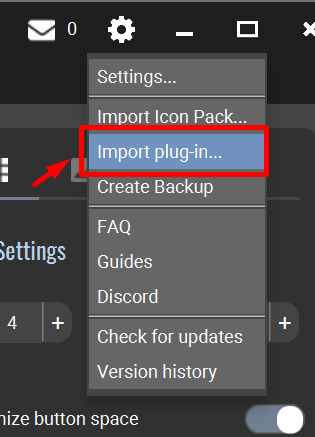 0
Settings...
Import Icon Pack...
Import plug-in...
Create Backup
Settings
FAQ
Guides
Discord
4 +
+
Check for updates
Version history
nize button space